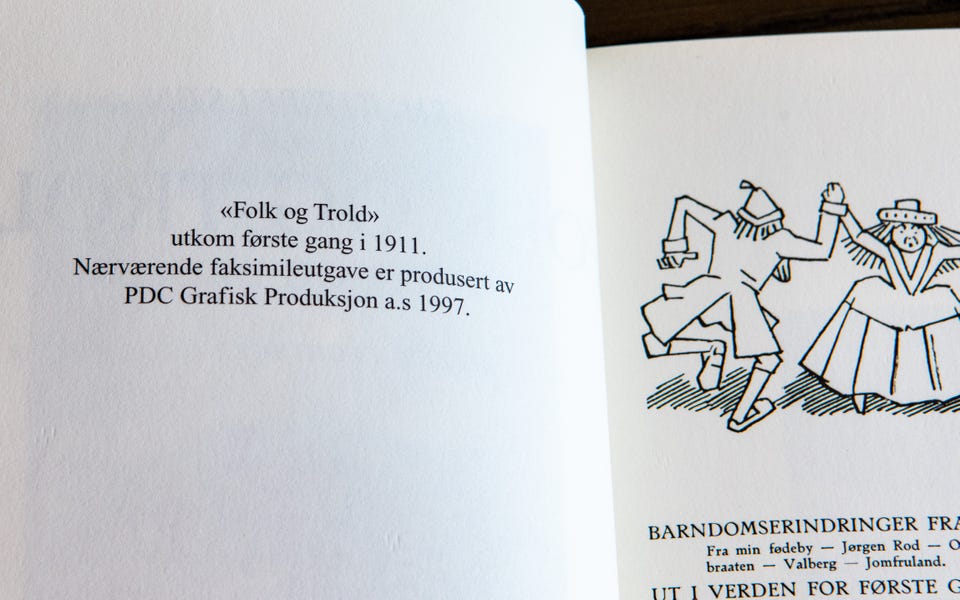 «Folk og Trold»
utkom første gang i 1911.
Nærværende faksimileutgave er produsert av
PDC Grafisk Produksjon a.s 1997.
BARNDOMSERINDRINGER FRA
Fra min fødeby — Jørgen Rod —
braaten — Valberg — Jomfruland.
UT I VERDEN FOR FØRSTE